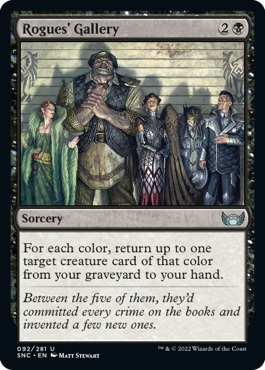 Rogues' Gallery 2
Sorcery
For each color, return up to one
target creature card of that color
from your graveyard to your hand.
Between the five of them, they'd
committed every crime on the books and
invented a few new ones.
092/281 U
SNC • EN Matt Stewart
™ & © 2022 Wizards of the Coast